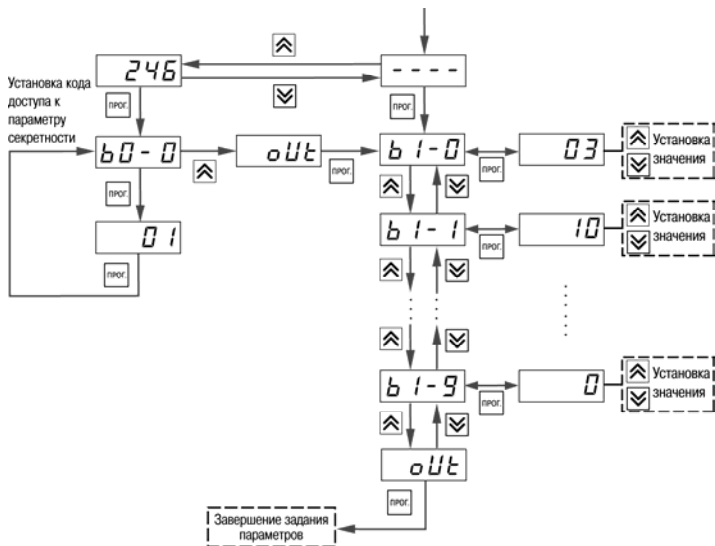 246
- - - -
Установка кода
доступа к
параметру
секретности
ПРОГ.
ПРОГ.
b0-0
oUt
b1-0
03
Установка
значения
ПРОГ.
ПРОГ.
ПРОГ.
01
b1-1
10
Установка
значения
ПРОГ.
ПРОГ.
b1-9
0
Установка
значения
ПРОГ.
oUt
ПРОГ.
Завершение задания
параметров